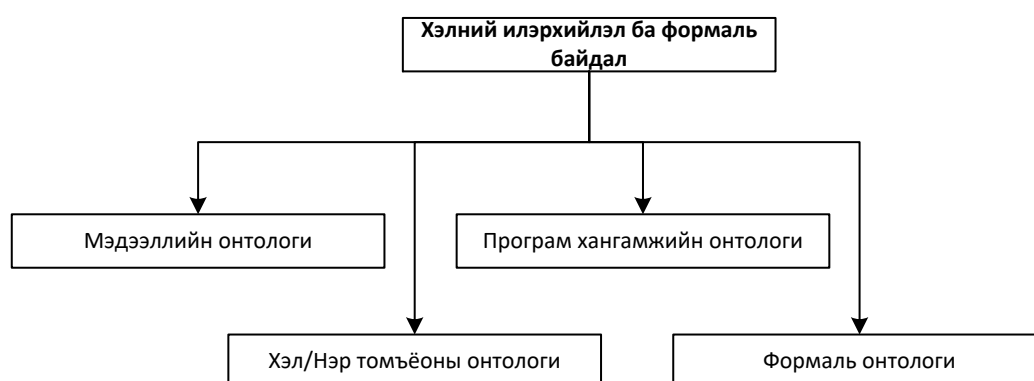 Хэлний илэрхийлэл ба формаль
байдал
Мэдээллийн онтологи
Програм хангамжийн онтологи
Хэл/Нэр томъёоны онтологи
Формаль онтологи